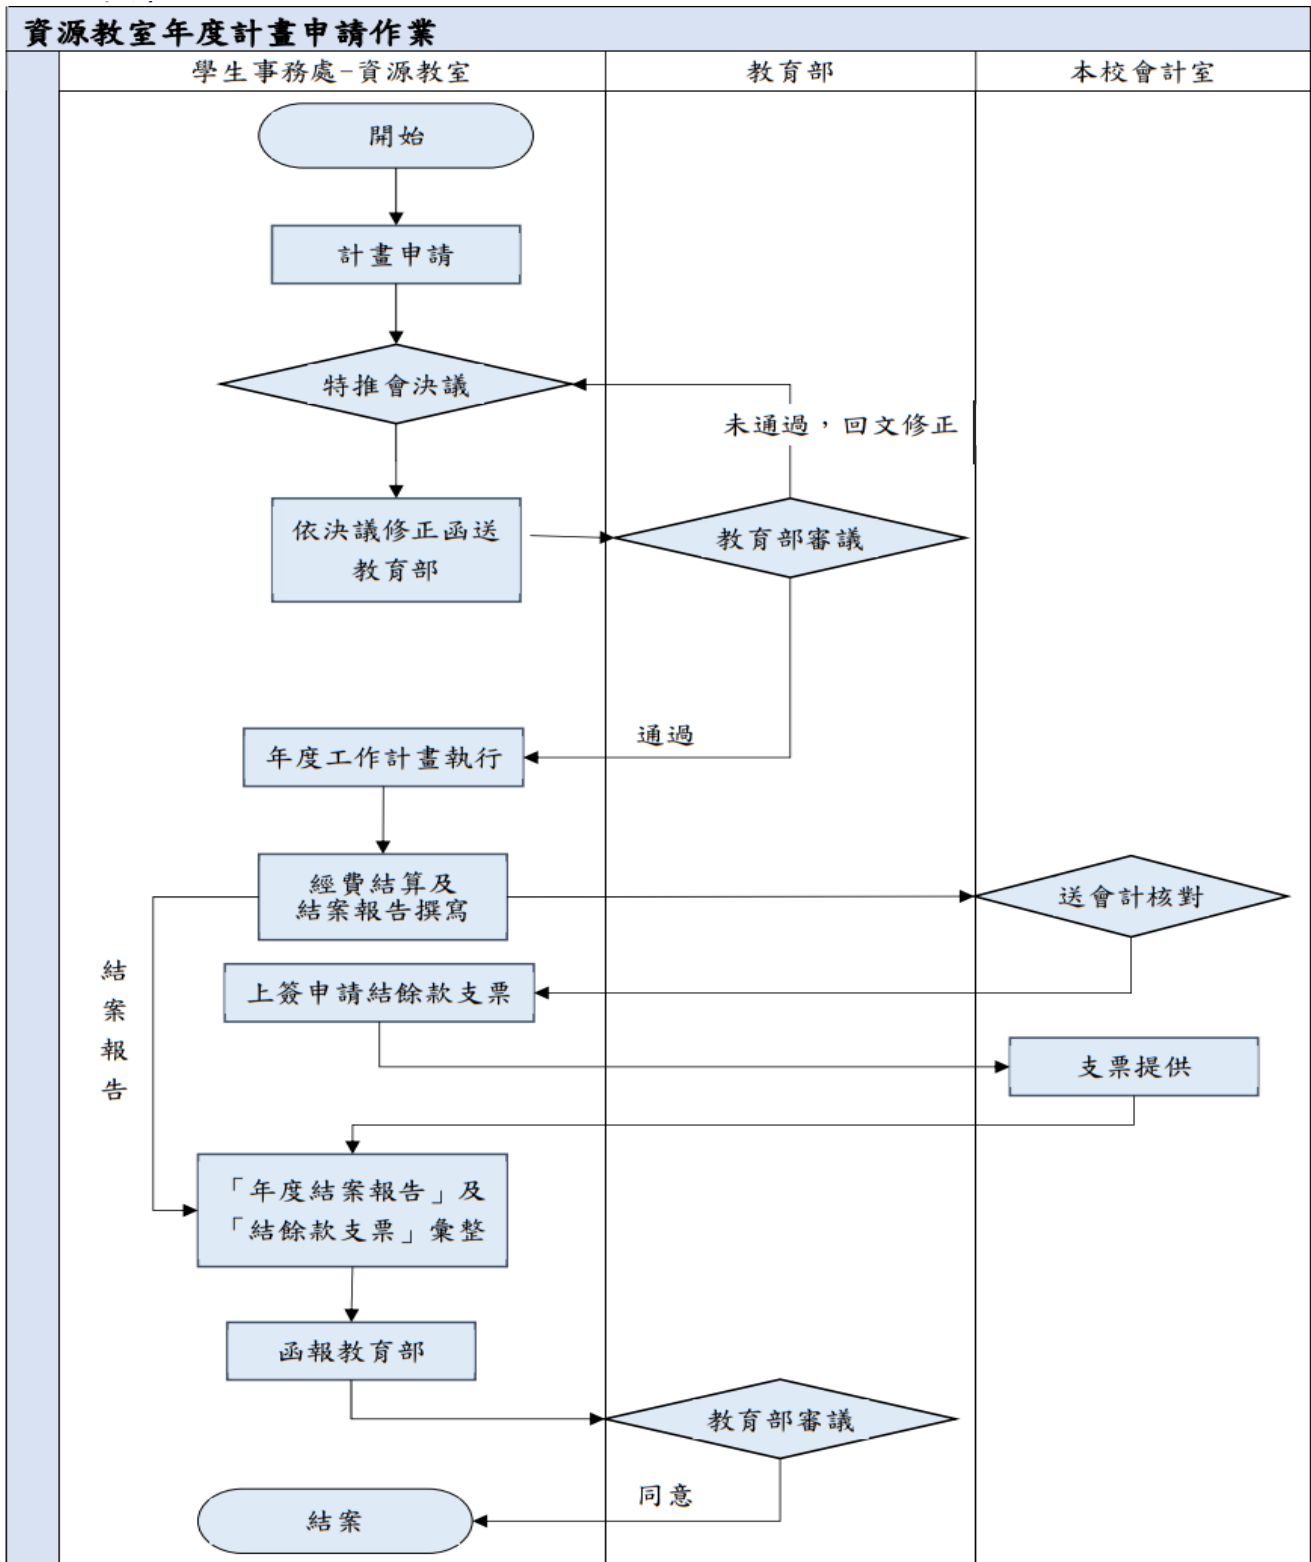 資源教室年度計畫申請作業
學生事務處-資源教室
教育部
本校會計室
開始
計畫申請
特推會決議
未通過，回文修正
依決議修正函送
教育部
教育部審議
通過
年度工作計畫執行
經費結算及
結案報告撰寫
送會計核對
結案報告
上簽申請結餘款支票
支票提供
「年度結案報告」及
「結餘款支票」彙整
函報教育部
教育部審議
同意
結案